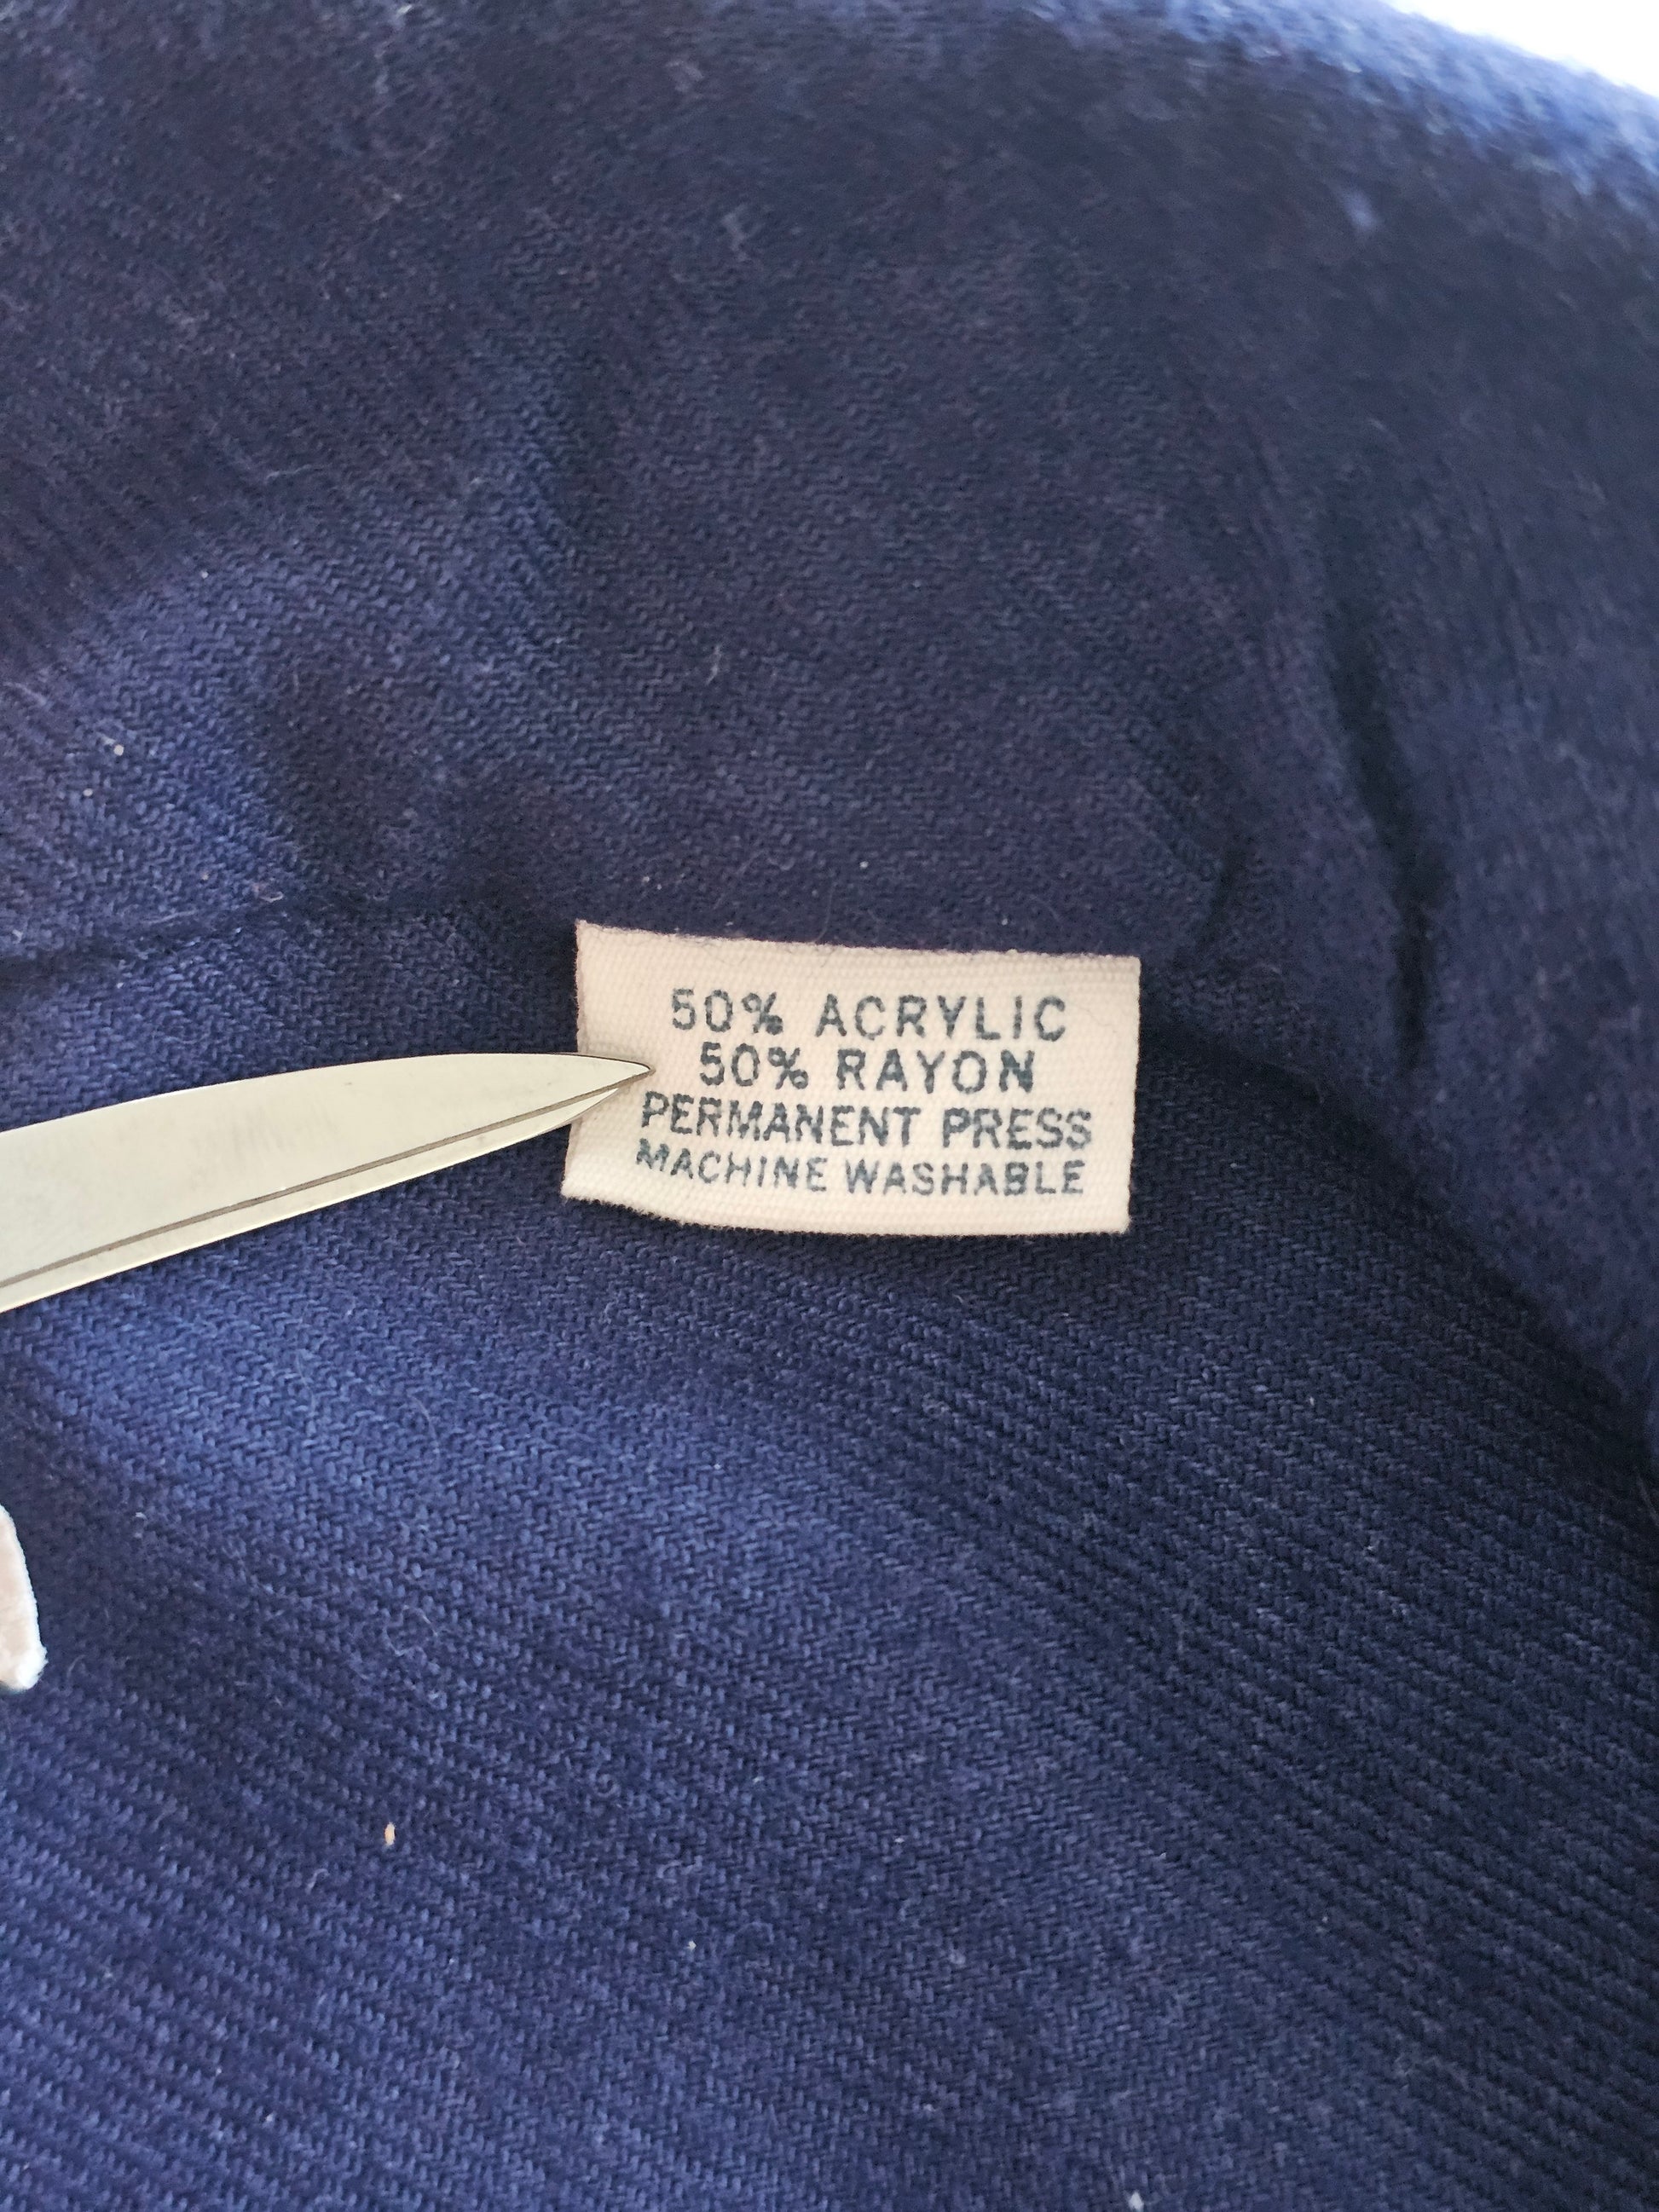 50% ACRYLIC
50% RAYON
PERMANENT PRESS
MACHINE WASHABLE